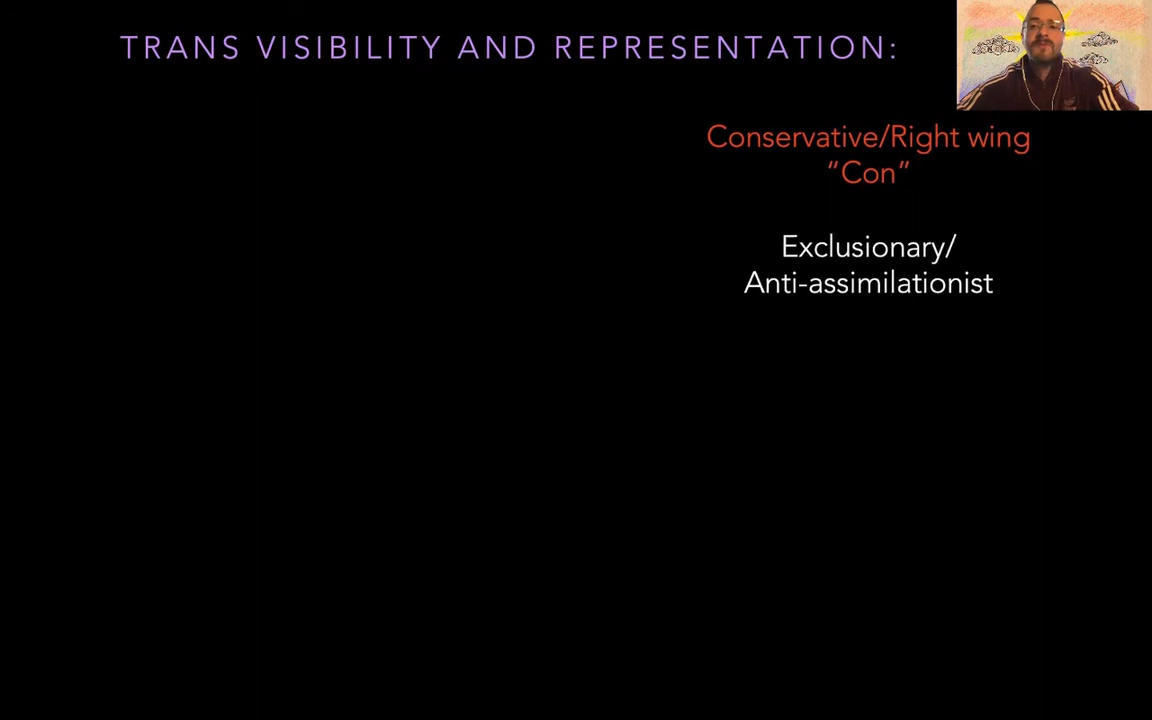 TRANS VISIBILITY AND REPRESENTATION:
Conservative/Right wing
“Con”
Exclusionary/
Anti-assimilationist